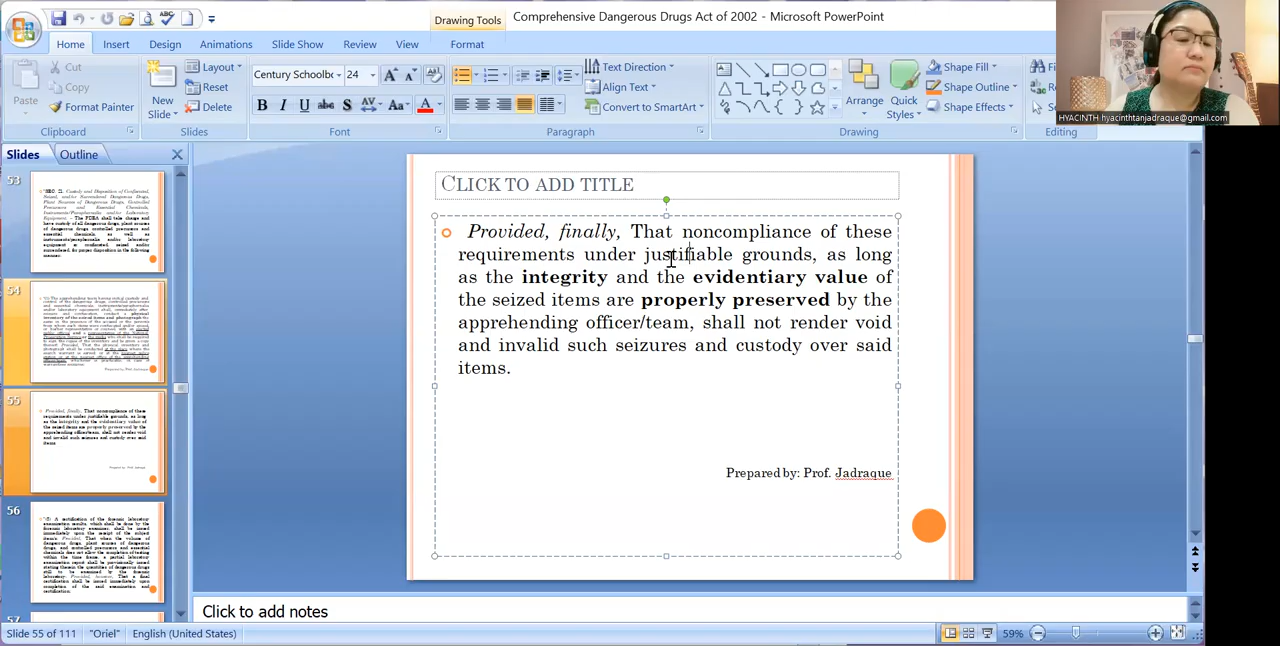 Drawing Tools
Comprehensive Dangerous Drugs Act of 2002 - Microsoft PowerPoint
Home Insert Design Animations Slide Show Review View Format
Cut
Copy
Format Painter
Paste
Clipboard
New Slide
Layout
Reset
Delete
Slides
Century Schoolbo 24
B I U abc S AV Aa A
Font
Text Direction
Align Text
Convert to SmartArt
Paragraph
Arrange
Quick Styles
Shape Fill
Shape Outline
Shape Effects
Drawing
Editing
HYACINTH hyacinthtanjadraque@gmail.com
Slides Outline
53
54
55
56
57
CLICK TO ADD TITLE
Provided, finally, That noncompliance of these
requirements under justifiable grounds, as long
as the integrity and the evidentiary value of
the seized items are properly preserved by the
apprehending officer/team, shall not render void
and invalid such seizures and custody over said
items.
Prepared by: Prof. Jadraque
Click to add notes
Slide 55 of 111 "Oriel" English (United States) 59%